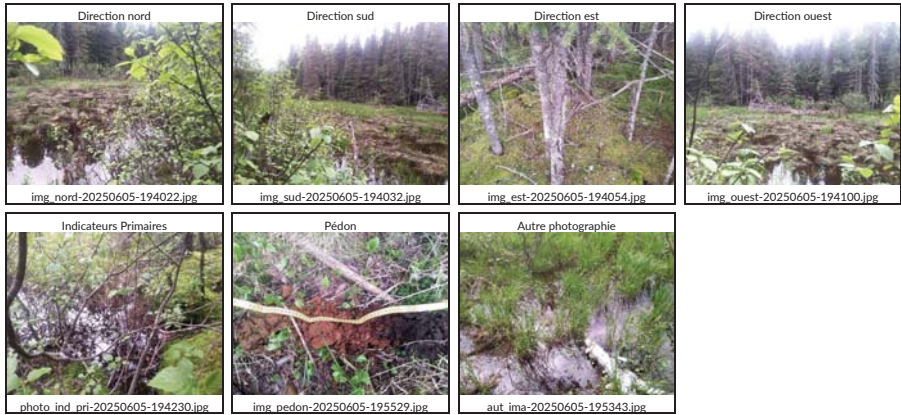 Direction nord
Direction sud
Direction est
Direction ouest
img_nord-20250605-194022.jpg
img_sud-20250605-194032.jpg
img_est-20250605-194054.jpg
img_ouest-20250605-194100.jpg
Indicateurs Primaires
Pédon
Autre photographie
photo_ind_pri-20250605-194230.jpg
img_pedon-20250605-195529.jpg
aut_ima-20250605-195343.jpg